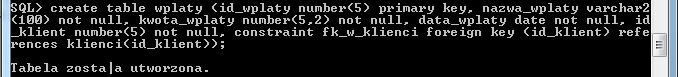 SQL> create table wplaty (id_wplaty number(5) primary key, nazwa_wplaty varchar2
(100) not null, kwota_wplaty number(5,2) not null, data_wplaty date not null, id
_klient number(5) not null, constraint fk_w_klienci foreign key (id_klient) refe
rences klienci(id_klient));
Tabela zosta|a utworzona.